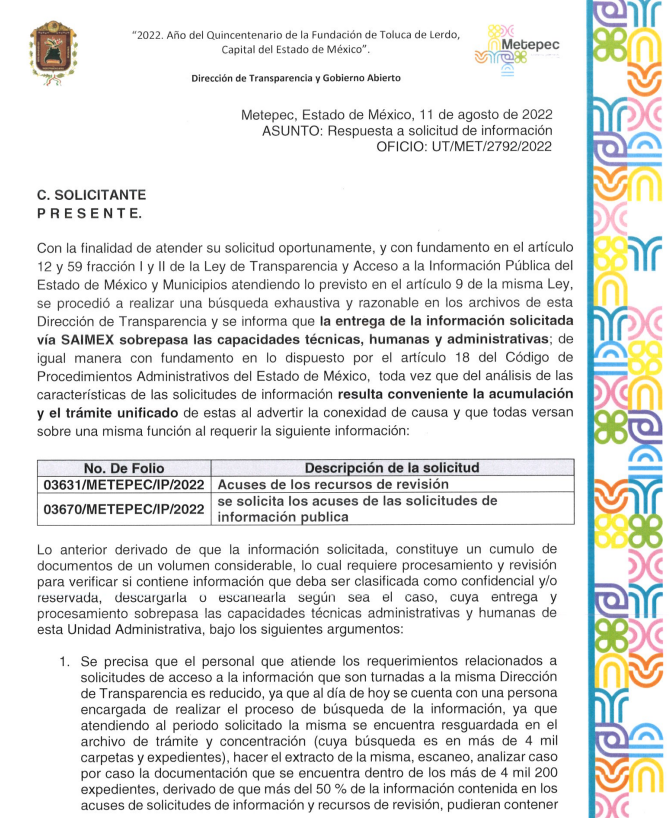 “2022. Año del Quincentenario de la Fundación de Toluca de Lerdo,
Capital del Estado de México”.
Metepec
Dirección de Transparencia y Gobierno Abierto
Metepec, Estado de México, 11 de agosto de 2022
ASUNTO: Respuesta a solicitud de información
OFICIO: UT/MET/2792/2022
C. SOLICITANTE
P R E S E N T E.
Con la finalidad de atender su solicitud oportunamente, y con fundamento en el artículo
12 y 59 fracción I y II de la Ley de Transparencia y Acceso a la Información Pública del
Estado de México y Municipios atendiendo lo previsto en el artículo 9 de la misma Ley,
se procedió a realizar una búsqueda exhaustiva y razonable en los archivos de esta
Dirección de Transparencia y se informa que la entrega de la información solicitada
vía SAIMEX sobrepasa las capacidades técnicas, humanas y administrativas; de
igual manera con fundamento en lo dispuesto por el artículo 18 del Código de
Procedimientos Administrativos del Estado de México, toda vez que del análisis de las
características de las solicitudes de información resulta conveniente la acumulación
y el trámite unificado de estas al advertir la conexidad de causa y que todas versan
sobre una misma función al requerir la siguiente información:
No. De Folio Descripción de la solicitud
03631/METEPEC/IP/2022 Acuses de los recursos de revisión
03670/METEPEC/IP/2022 se solicita los acuses de las solicitudes de
información publica
Lo anterior derivado de que la información solicitada, constituye un cumulo de
documentos de un volumen considerable, lo cual requiere procesamiento y revisión
para verificar si contiene información que deba ser clasificada como confidencial y/o
reservada, descargarla o escanearla según sea el caso, cuya entrega y
procesamiento sobrepasa las capacidades técnicas administrativas y humanas de
esta Unidad Administrativa, bajo los siguientes argumentos:
1. Se precisa que el personal que atiende los requerimientos relacionados a
solicitudes de acceso a la información que son turnadas a la misma Dirección
de Transparencia es reducido, ya que al día de hoy se cuenta con una persona
encargada de realizar el proceso de búsqueda de la información, ya que
atendiendo al periodo solicitado la misma se encuentra resguardada en el
archivo de trámite y concentración (cuya búsqueda es en más de 4 mil
carpetas y expedientes), hacer el extracto de la misma, escaneo, analizar caso
por caso la documentación que se encuentra dentro de los más de 4 mil 200
expedientes, derivado de que más del 50 % de la información contenida en los
acuses de solicitudes de información y recursos de revisión, pudieran contener